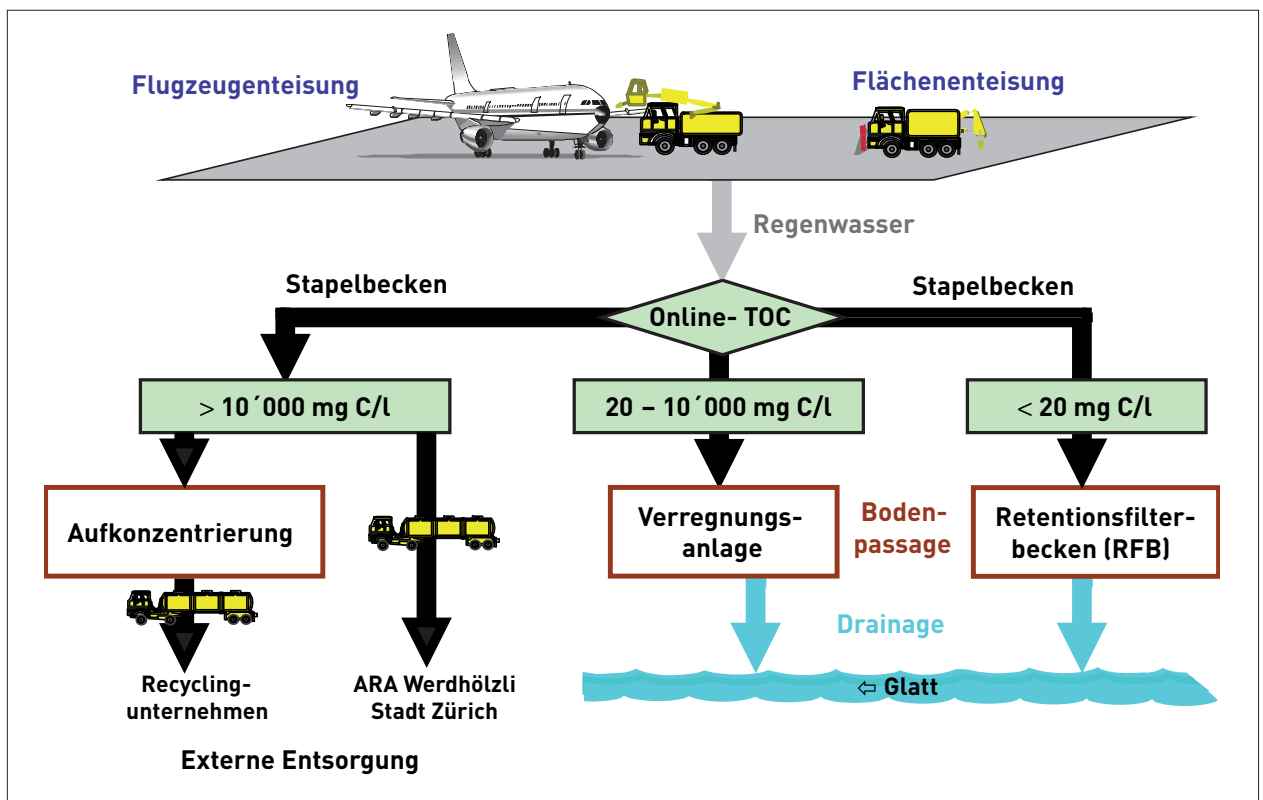 Flugzeugenteisung
Flächenenteisung
Regenwasser
Stapelbecken
Stapelbecken
Online- TOC
> 10´000 mg C/l
20 – 10´000 mg C/l
< 20 mg C/l
Aufkonzentrierung
Verregnungs-
anlage
Boden-
passage
Retentionsfilter-
becken (RFB)
Drainage
Recycling-
unternehmen
ARA Werdhölzli
Stadt Zürich
⇦ Glatt
Externe Entsorgung